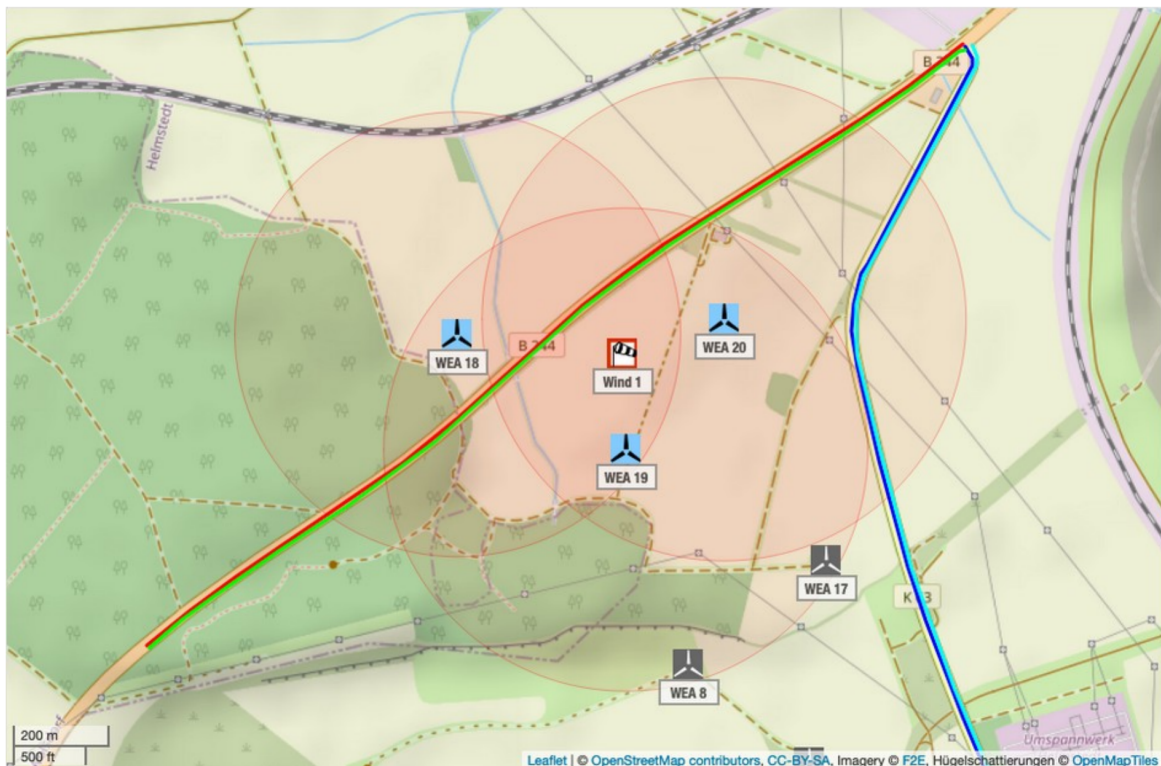 B 244
Helmstedt
WEA 18
B 244
Wind 1
WEA 20
WEA 19
WEA 17
WEA 8
200 m
500 ft
Umspannwerk
Leaflet | © OpenStreetMap contributors, CC-BY-SA, Imagery © F2E, Hügelschattierungen © OpenMapTiles